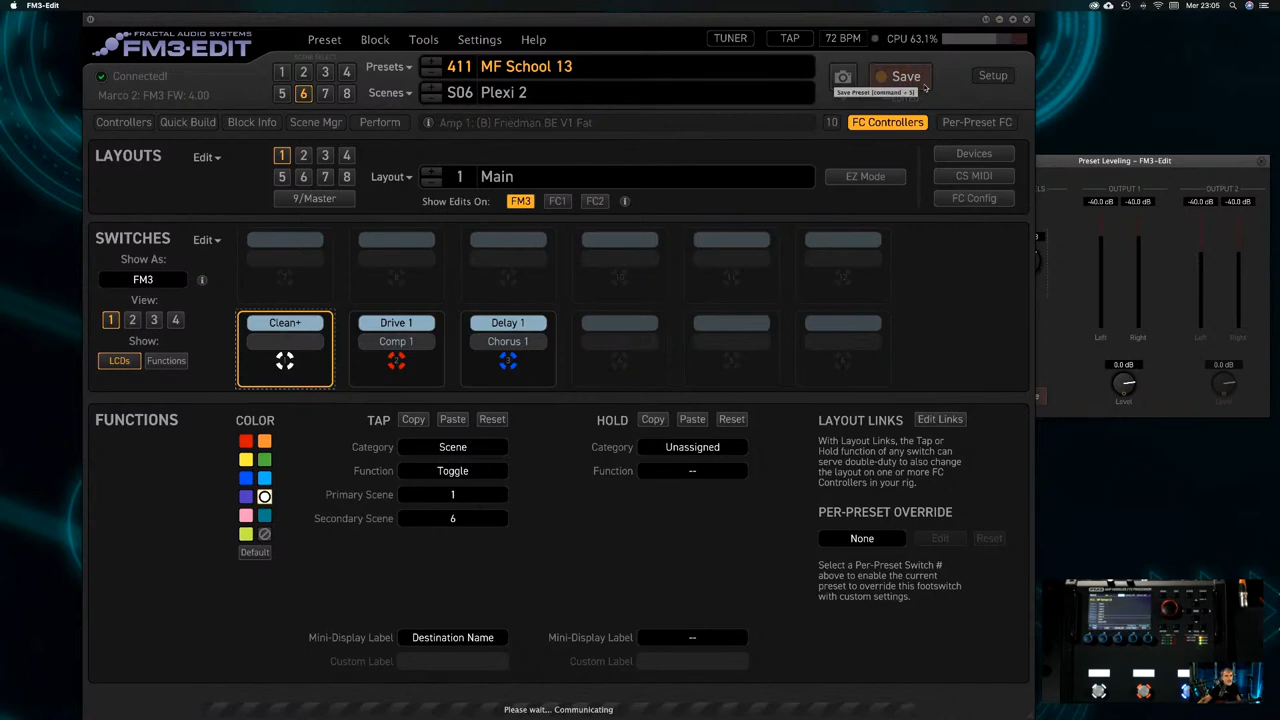 FM3-Edit
Mer 23:05
FRACTAL AUDIO SYSTEMS
FM3-EDIT
Preset Block Tools Settings Help
TUNER TAP 72 BPM CPU 63.1%
Connected!
Marco 2: FM3 FW: 4.00
SCENE SELECT
1 2 3 4
5 6 7 8
Presets 411 MF School 13
Scenes S06 Plexi 2
Save
Save Preset [command + S]
EDITED
Setup
Controllers Quick Build Block Info Scene Mgr Perform
Amp 1: (B) Friedman BE V1 Fat
10 FC Controllers Per-Preset FC
LAYOUTS Edit
1 2 3 4
5 6 7 8
9/Master
Layout 1 Main
Show Edits On: FM3 FC1 FC2
EZ Mode
Devices
CS MIDI
FC Config
SWITCHES Edit
Show As:
FM3
View:
1 2 3 4
Show:
LCDs Functions
Clean+
1
Drive 1
Comp 1
2
Delay 1
Chorus 1
3
FUNCTIONS
COLOR
Default
TAP Copy Paste Reset
Category Scene
Function Toggle
Primary Scene 1
Secondary Scene 6
Mini-Display Label Destination Name
Custom Label
HOLD Copy Paste Reset
Category Unassigned
Function --
Mini-Display Label --
Custom Label
LAYOUT LINKS Edit Links
With Layout Links, the Tap or
Hold function of any switch can
serve double-duty to also change
the layout on one or more FC
Controllers in your rig.
PER-PRESET OVERRIDE
None Edit Reset
Select a Per-Preset Switch #
above to enable the current
preset to override this footswitch
with custom settings.
Please wait... Communicating
Preset Leveling – FM3-Edit
OUTPUT 1 OUTPUT 2
-40.0 dB -40.0 dB -40.0 dB -40.0 dB
Left Right Left Right
0.0 dB 0.0 dB
Level Level